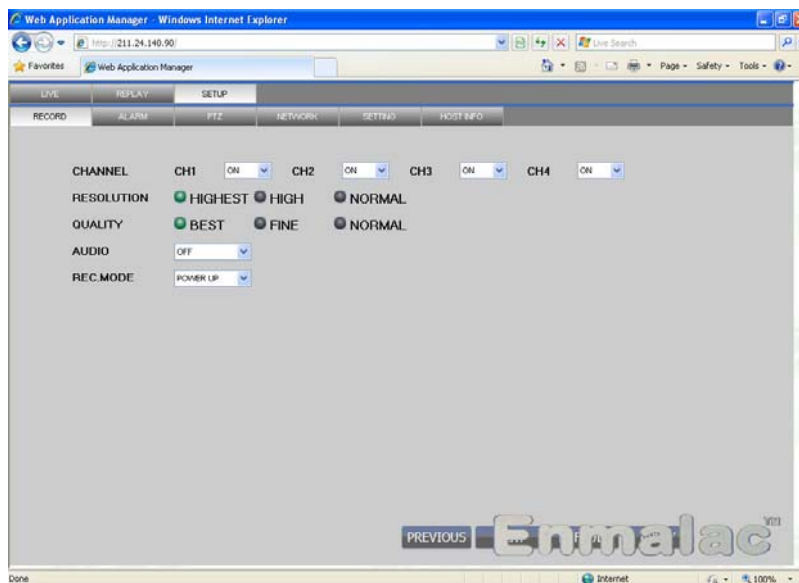 Web Application Manager - Windows Internet Explorer
http://211.24.140.90/
Live Search
Favorites Web Application Manager Page Safety Tools
LIVE REPLAY SETUP
RECORD ALARM PTZ NETWORK SETTING HOST INFO
CHANNEL CH1 ON CH2 ON CH3 ON CH4 ON
RESOLUTION HIGHEST HIGH NORMAL
QUALITY BEST FINE NORMAL
AUDIO OFF
REC.MODE POWER UP
PREVIOUS
Enmalac
Done Internet 100%